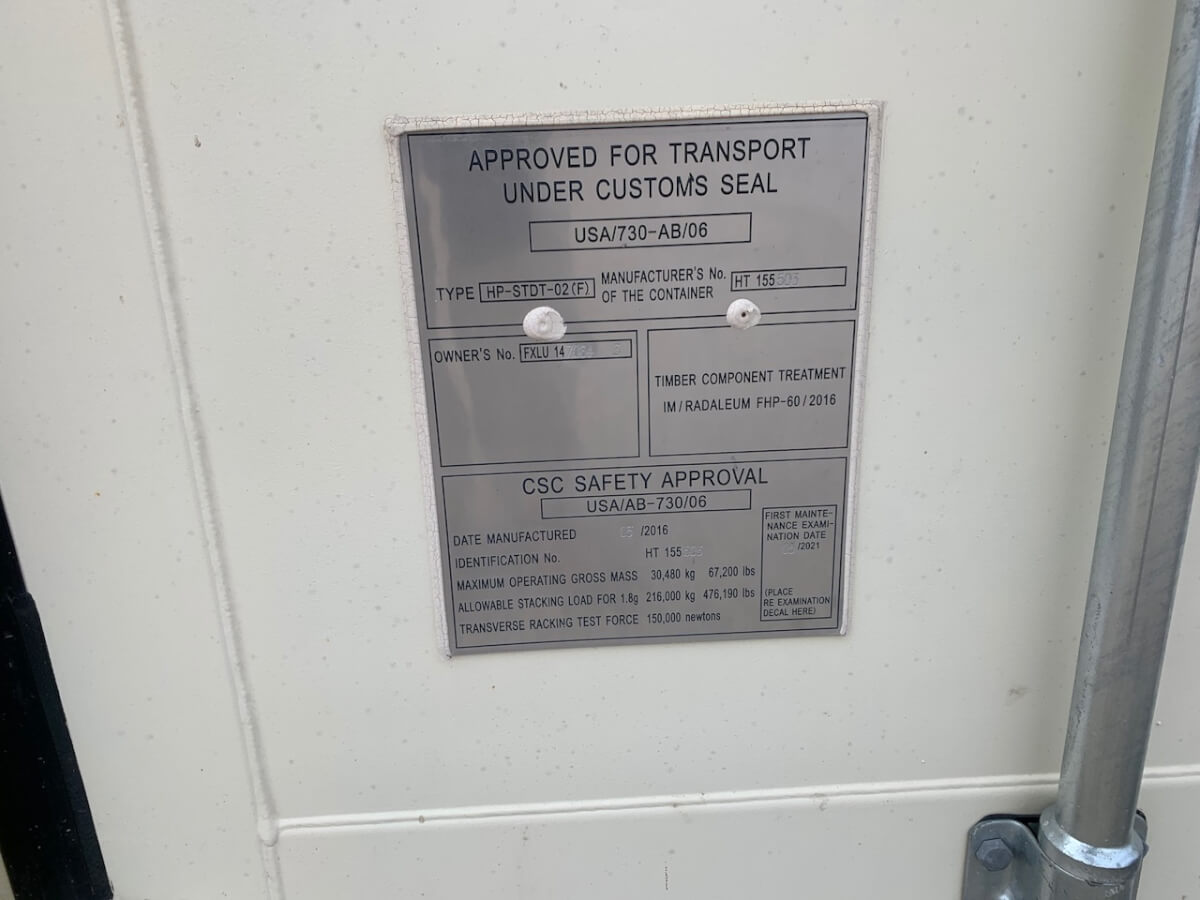 APPROVED FOR TRANSPORT
UNDER CUSTOMS SEAL
USA/730-AB/06
TYPE HP-STDT-02(F)
MANUFACTURER'S No.
OF THE CONTAINER
HT 155
OWNER'S No. FXLU 14
TIMBER COMPONENT TREATMENT
IM/RADALEUM FHP-60/2016
CSC SAFETY APPROVAL
USA/AB-730/06
DATE MANUFACTURED /2016
IDENTIFICATION No. HT 155
MAXIMUM OPERATING GROSS MASS 30,480 kg 67,200 lbs
ALLOWABLE STACKING LOAD FOR 1.8g 216,000 kg 476,190 lbs
TRANSVERSE RACKING TEST FORCE 150,000 newtons
FIRST MAINTE-
NANCE EXAMI-
NATION DATE
/2021
(PLACE
RE EXAMINATION
DECAL HERE)